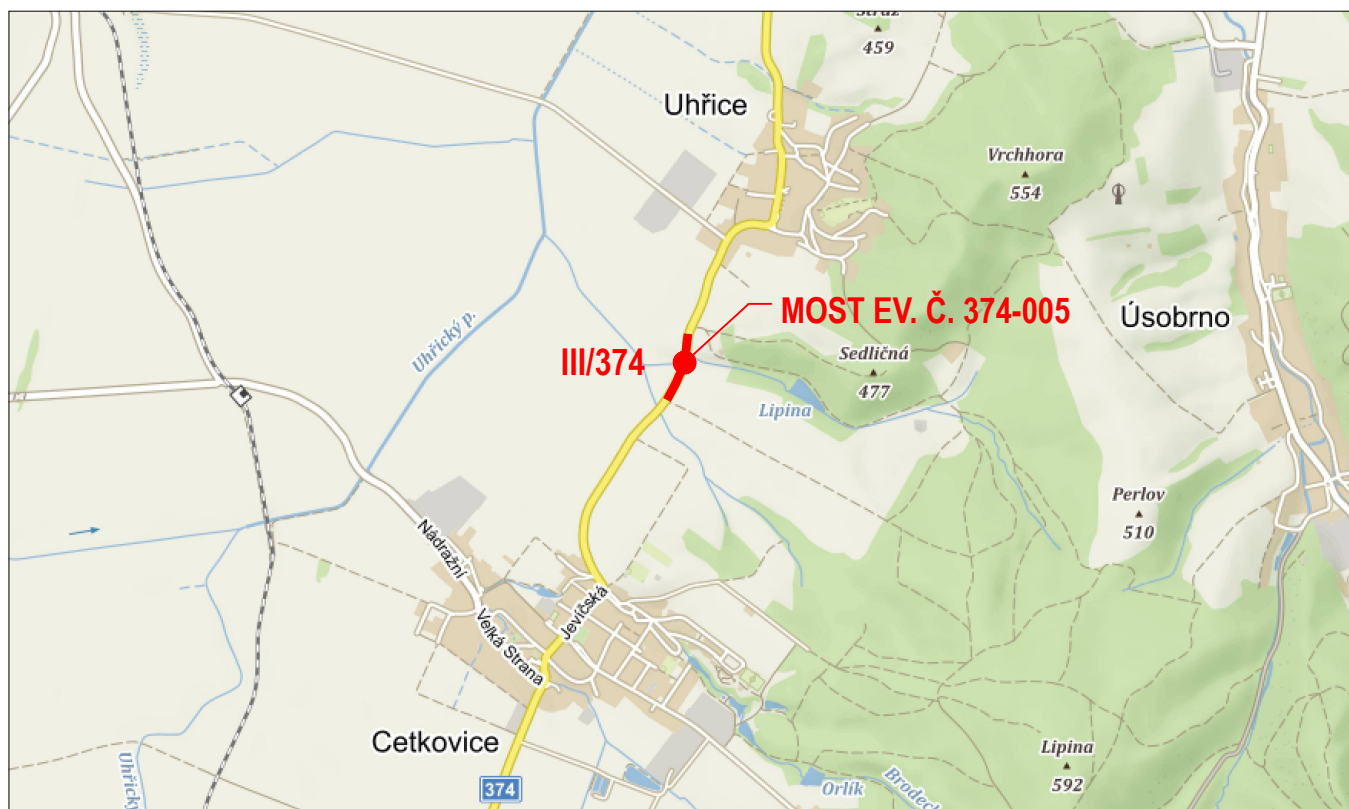 Stráž
459
Uhřice
Vrchhora
554
MOST EV. Č. 374-005
Úsobrno
Uhřický p.
III/374
Sedličná
477
Lipina
Perlov
510
Nádražní
Jevíčská
Velká Strana
Cetkovice
Lipina
592
Uhřický
374
Orlík
Brodec